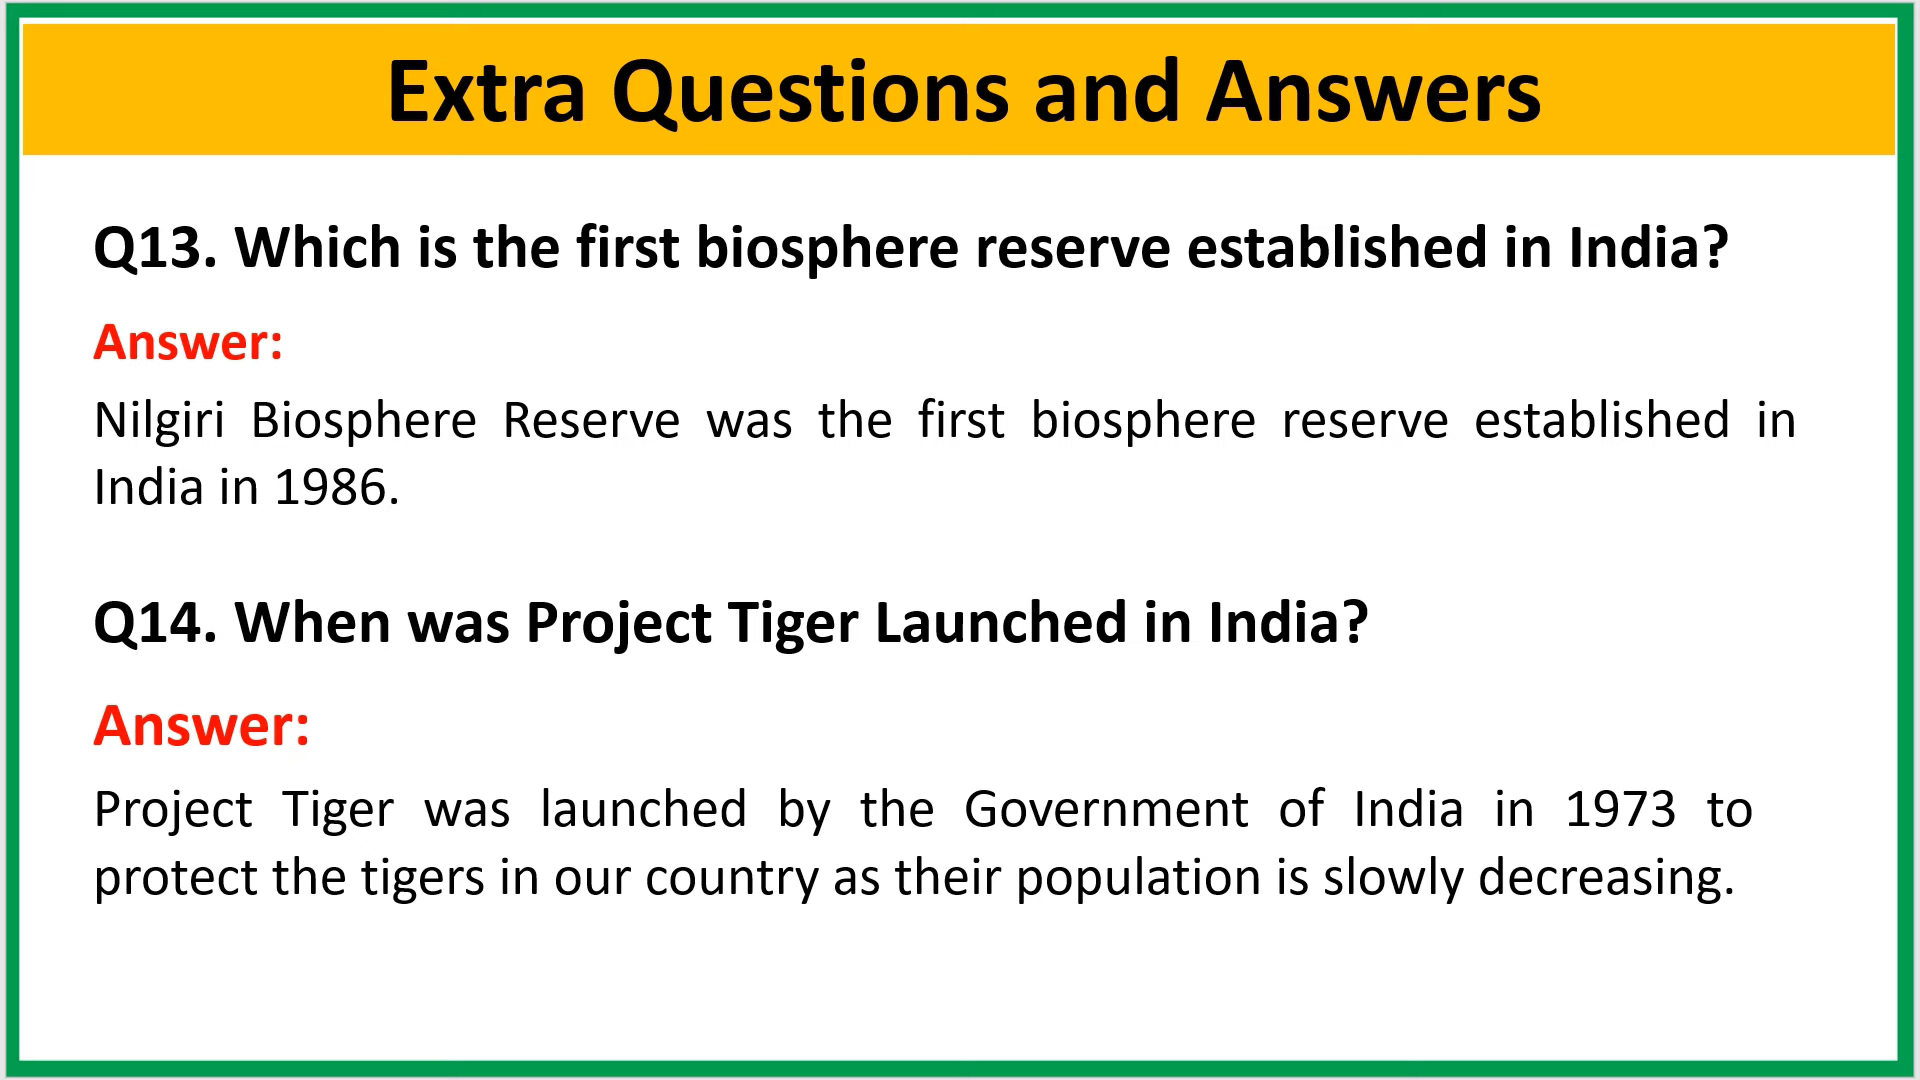 Extra Questions and Answers
Q13. Which is the first biosphere reserve established in India?
Answer:
Nilgiri Biosphere Reserve was the first biosphere reserve established in
India in 1986.
Q14. When was Project Tiger Launched in India?
Answer:
Project Tiger was launched by the Government of India in 1973 to
protect the tigers in our country as their population is slowly decreasing.